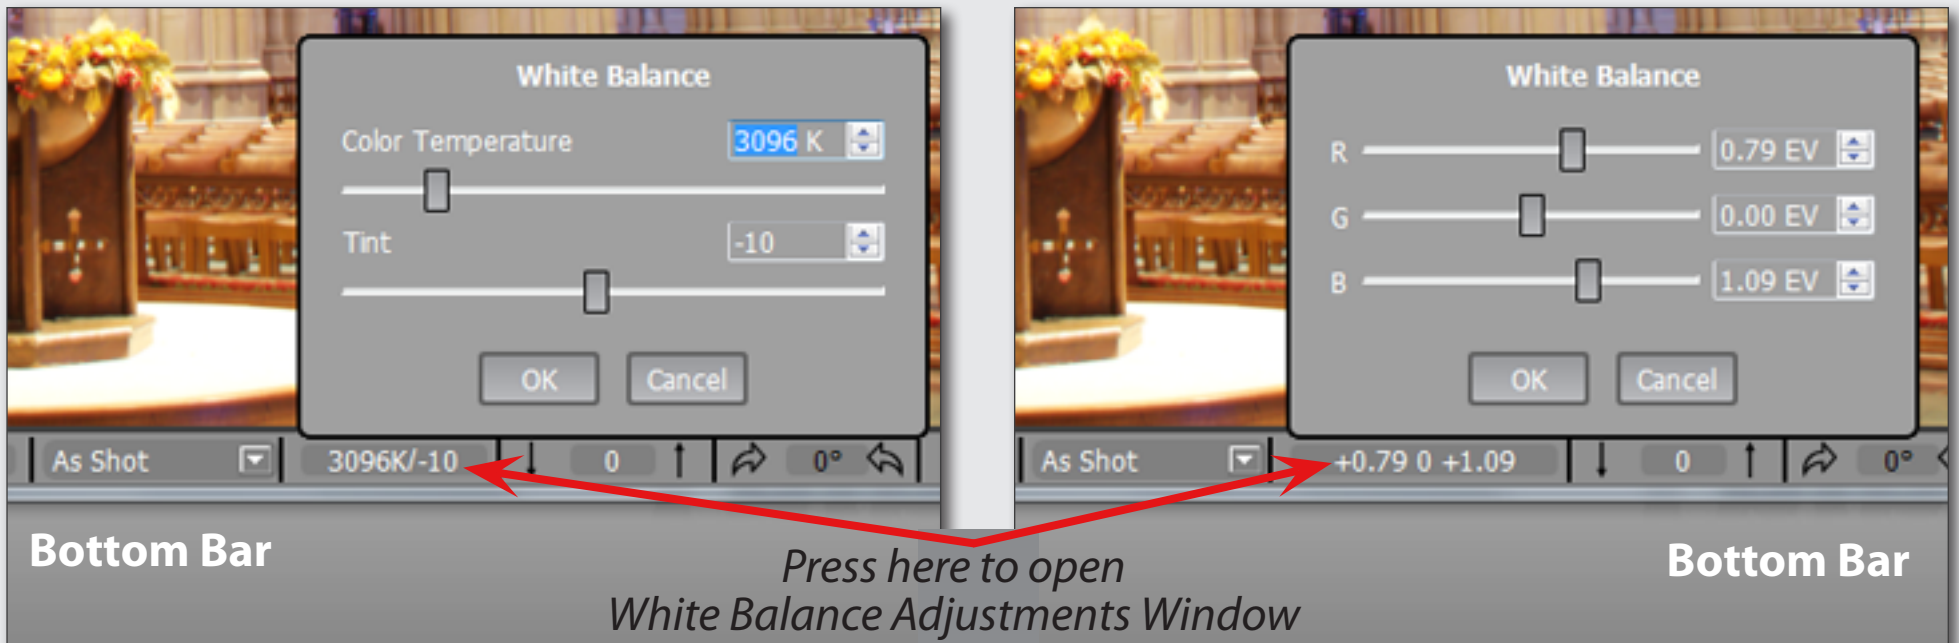 White Balance
Color Temperature 3096 K
Tint -10
OK Cancel
As Shot 3096K/-10 0 0°
Bottom Bar
White Balance
R 0.79 EV
G 0.00 EV
B 1.09 EV
OK Cancel
As Shot +0.79 0 +1.09 0 0°
Bottom Bar
Press here to open
White Balance Adjustments Window